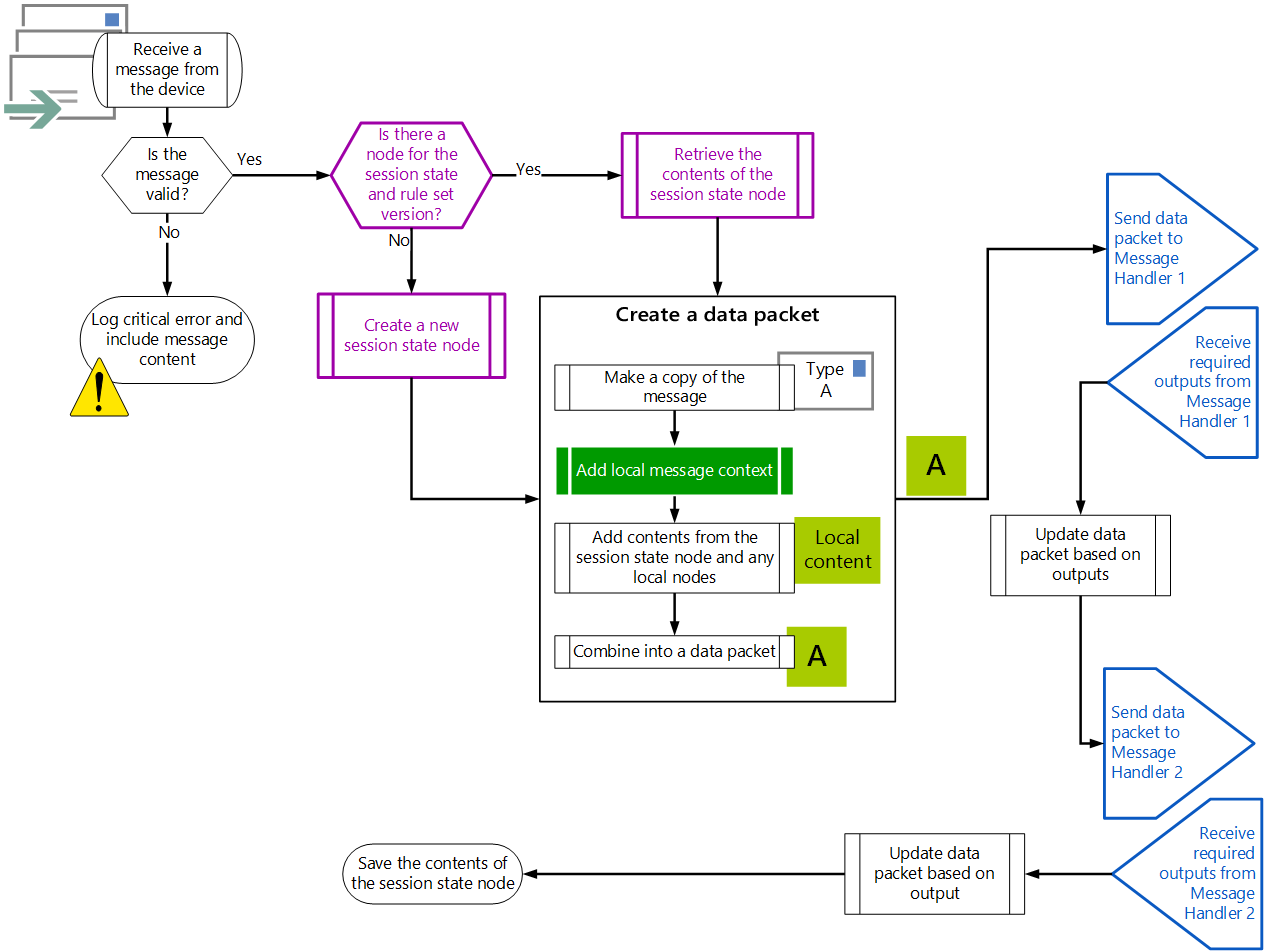 Receive a
message from
the device
Is the
message
valid?
Yes
No
Log critical error and
include message
content
!
Is there a
node for the
session state
and rule set
version?
Yes
No
Retrieve the
contents of the
session state node
Create a new
session state node
Create a data packet
Make a copy of the
message
Type
A
Add local message context
Add contents from the
session state node and any
local nodes
Local
content
Combine into a data packet
A
A
Send data
packet to
Message
Handler 1
Receive
required
outputs from
Message
Handler 1
Update data
packet based on
outputs
Send data
packet to
Message
Handler 2
Receive
required
outputs from
Message
Handler 2
Update data
packet based on
output
Save the contents of
the session state node